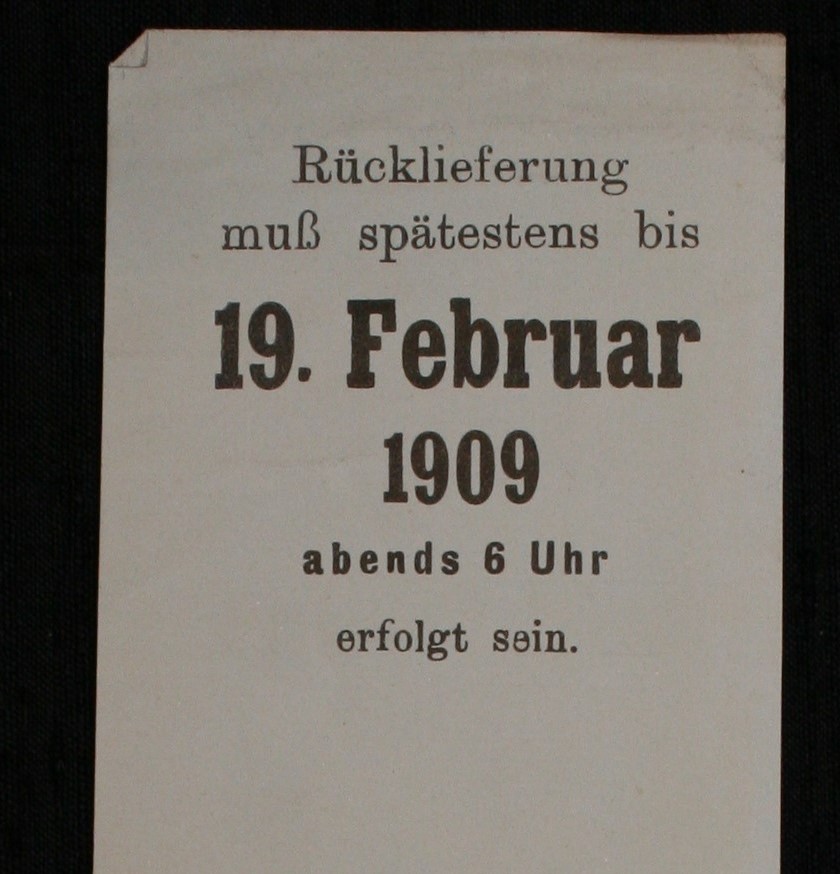 Rücklieferung
muß spätestens bis
19. Februar
1909
abends 6 Uhr
erfolgt sein.